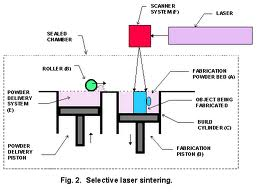 SCANNER
SYSTEM (F)
LASER
SEALED
CHAMBER
ROLLER (B)
FABRICATION
POWDER BED (A)
POWDER
DELIVERY
SYSTEM
(E)
OBJECT BEING
FABRICATED
BUILD
CYLINDER (C)
POWDER
DELIVERY
PISTON
FABRICATION
PISTON (D)
Fig. 2. Selective laser sintering.